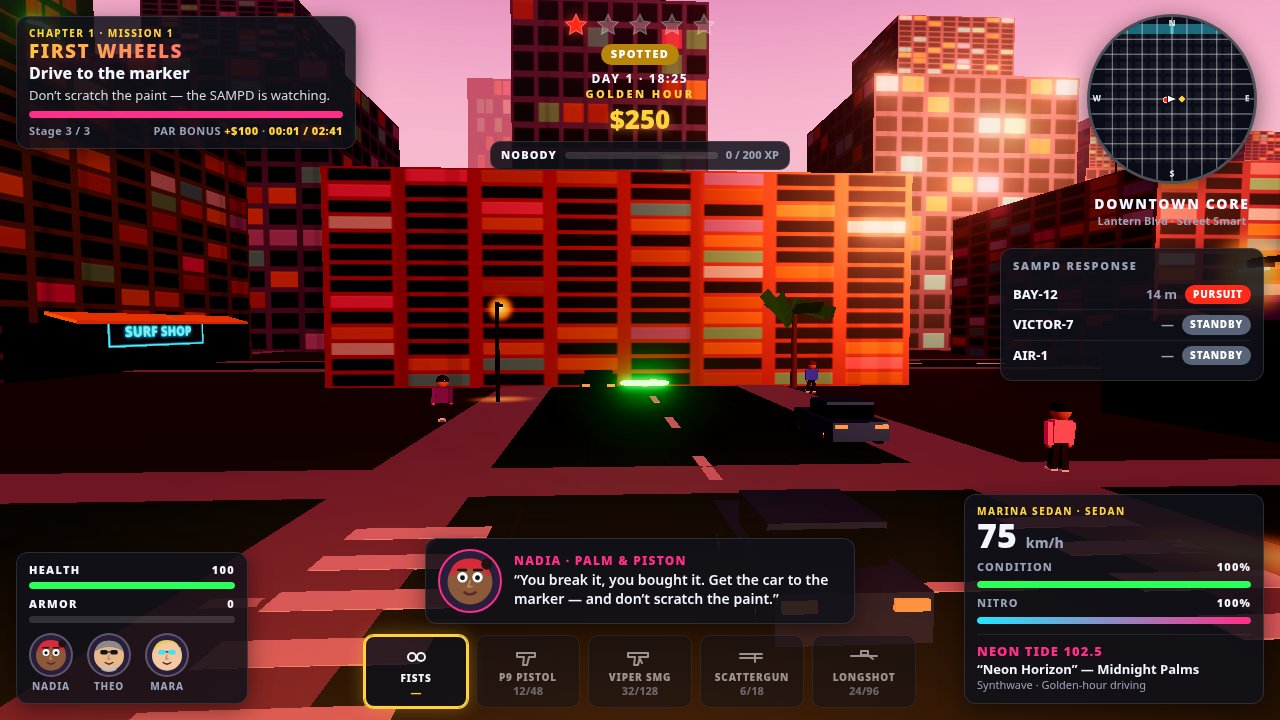 CHAPTER 1 · MISSION 1
FIRST WHEELS
Drive to the marker
Don’t scratch the paint — the SAMPD is watching.
Stage 3 / 3
PAR BONUS +$100 · 00:01 / 02:41
SPOTTED
DAY 1 · 18:25
GOLDEN HOUR
$250
NOBODY
0 / 200 XP
N
W
E
S
DOWNTOWN CORE
Lantern Blvd · Street Smart
SAMPD RESPONSE
BAY-12 14 m PURSUIT
VICTOR-7 — STANDBY
AIR-1 — STANDBY
SURF SHOP
MARINA SEDAN · SEDAN
75 km/h
CONDITION 100%
NITRO 100%
NEON TIDE 102.5
“Neon Horizon” — Midnight Palms
Synthwave · Golden-hour driving
NADIA · PALM & PISTON
“You break it, you bought it. Get the car to the
marker — and don’t scratch the paint.”
HEALTH 100
ARMOR 0
NADIA THEO MARA
FISTS
—
P9 PISTOL
12/48
VIPER SMG
32/128
SCATTERGUN
6/18
LONGSHOT
24/96